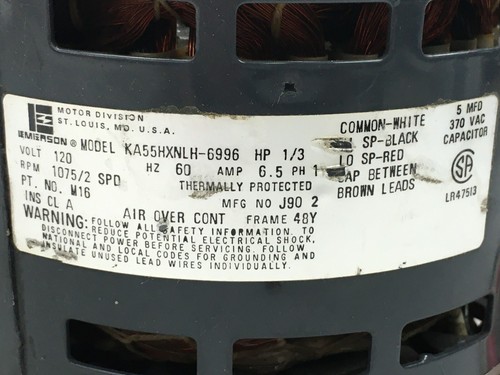 MOTOR DIVISION
ST. LOUIS, MO. U.S.A.
EMERSON® MODEL KA55HXNLH-6996 HP 1/3
VOLT 120 HZ 60 AMP 6.5 PH 1
RPM 1075/2 SPD THERMALLY PROTECTED
PT. NO. M16 MFG NO J90 2
INS CL A AIR OVER CONT FRAME 48Y
WARNING: FOLLOW ALL SAFETY INFORMATION. TO
DISCONNECT POWER BEFORE SERVICING. FOLLOW
NATIONAL AND LOCAL CODES FOR GROUNDING AND
INSULATE UNUSED LEAD WIRES INDIVIDUALLY.
REDUCE POTENTIAL ELECTRICAL SHOCK,
COMMON-WHITE
SP-BLACK
LO SP-RED
CAP BETWEEN
BROWN LEADS
5 MFD
370 VAC
CAPACITOR
SA
LR47513